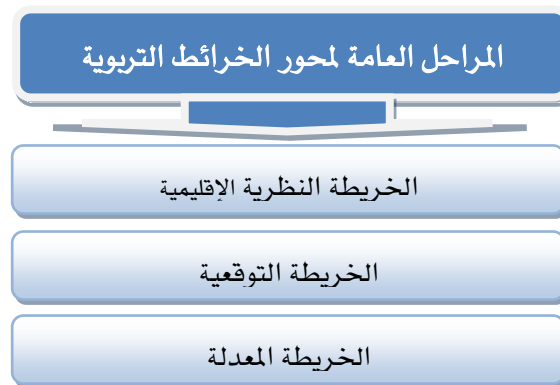 المراحل العامة لمحور الخرائط التربوية
الخريطة النظرية الإقليمية
الخريطة التوقعية
الخريطة المعدلة